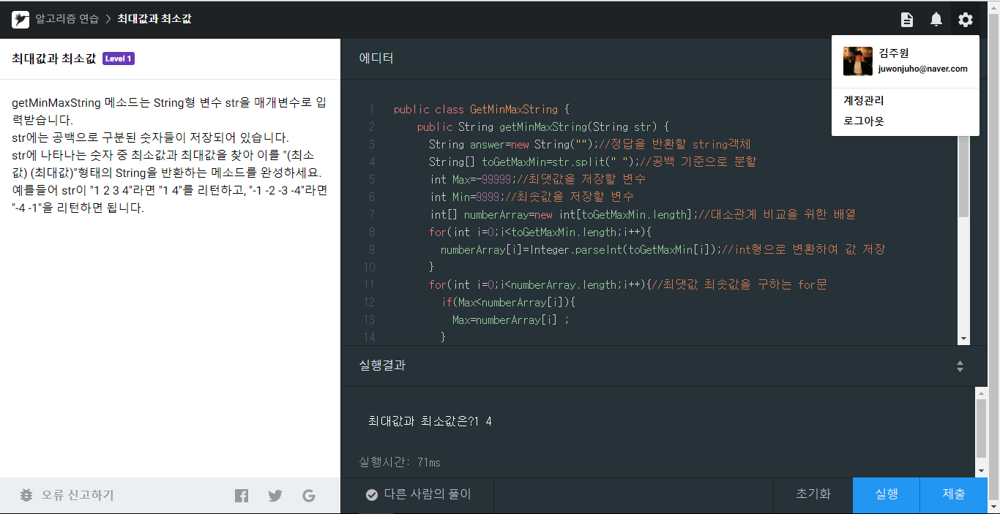 알고리즘 연습 > 최대값과 최소값
김주원
juwonjuho@naver.com
계정관리
로그아웃
최대값과 최소값 Level 1
getMinMaxString 메소드는 String형 변수 str을 매개변수로 입
력받습니다.
str에는 공백으로 구분된 숫자들이 저장되어 있습니다.
str에 나타나는 숫자 중 최소값과 최대값을 찾아 이를 "(최소
값) (최대값)"형태의 String을 반환하는 메소드를 완성하세요.
예를들어 str이 "1 2 3 4"라면 "1 4"를 리턴하고, "-1 -2 -3 -4"라면
"-4 -1"을 리턴하면 됩니다.
오류 신고하기
에디터
1 public class GetMinMaxString {
2 public String getMinMaxString(String str) {
3 String answer=new String("");//정답을 반환할 string객체
4 String[] toGetMaxMin=str.split(" ");//공백 기준으로 분할
5 int Max=-99999;//최댓값을 저장할 변수
6 int Min=9999;//최솟값을 저장할 변수
7 int[] numberArray=new int[toGetMaxMin.length];//대소관계 비교을 위한 배열
8 for(int i=0;i<toGetMaxMin.length;i++){
9 numberArray[i]=Integer.parseInt(toGetMaxMin[i]);//int형으로 변환하여 값 저장
10 }
11 for(int i=0;i<numberArray.length;i++){//최댓값 최솟값을 구하는 for문
12 if(Max<numberArray[i]){
13 Max=numberArray[i] ;
14 }
실행결과
최대값과 최소값은?1 4
실행시간: 71ms
다른 사람의 풀이
초기화
실행
제출